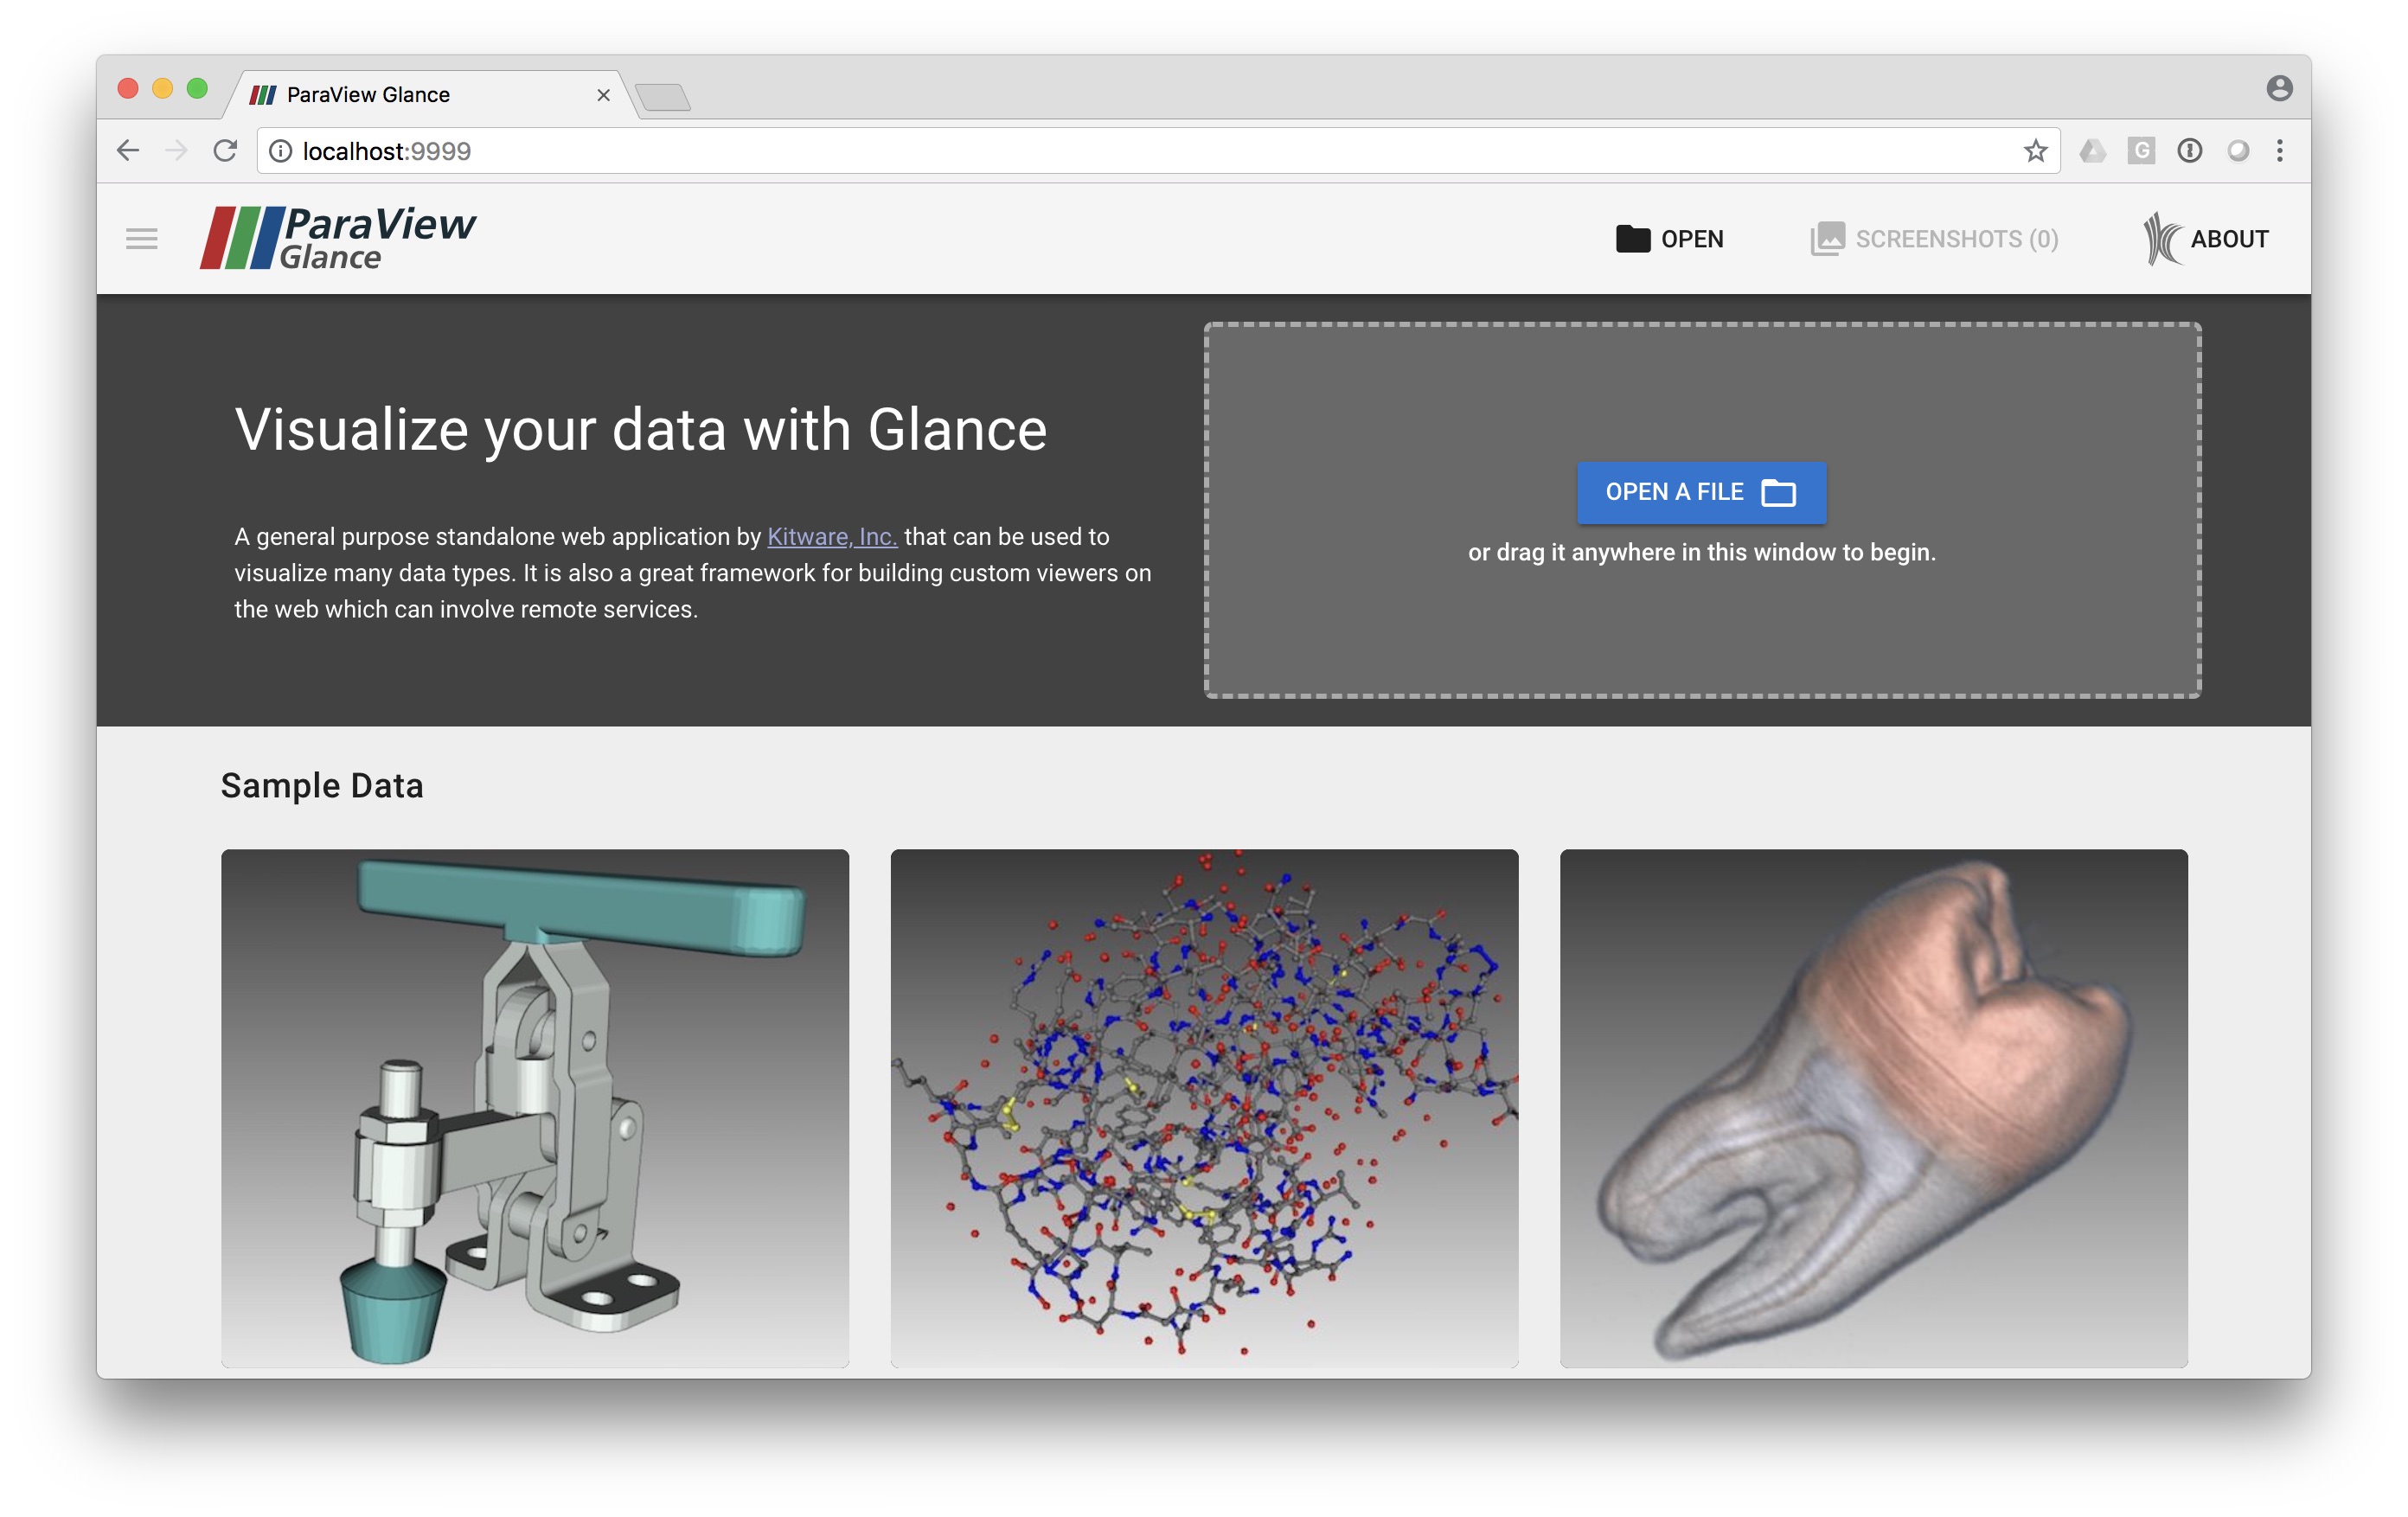 ParaView Glance
localhost:9999
ParaView
Glance
OPEN
SCREENSHOTS (0)
ABOUT
Visualize your data with Glance
A general purpose standalone web application by Kitware, Inc. that can be used to
visualize many data types. It is also a great framework for building custom viewers on
the web which can involve remote services.
OPEN A FILE
or drag it anywhere in this window to begin.
Sample Data